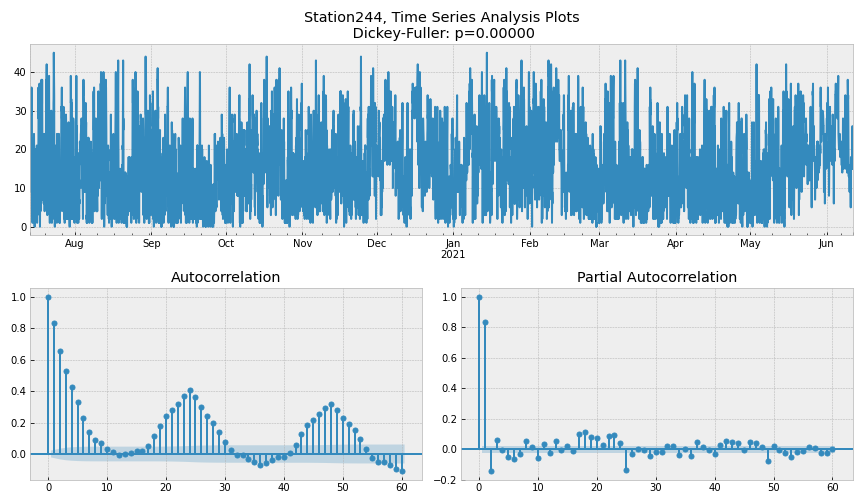 Station244, Time Series Analysis Plots
Dickey-Fuller: p=0.00000
40
30
20
10
0
Aug Sep Oct Nov Dec Jan Feb Mar Apr May Jun
2021
Autocorrelation
1.0
0.8
0.6
0.4
0.2
0.0
0 10 20 30 40 50 60
Partial Autocorrelation
1.0
0.8
0.6
0.4
0.2
0.0
−0.2
0 10 20 30 40 50 60